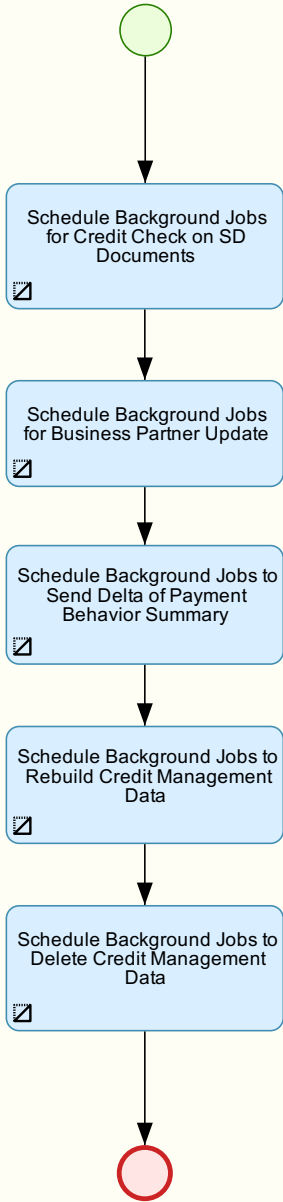 Schedule Background Jobs
for Credit Check on SD
Documents
Schedule Background Jobs
for Business Partner Update
Schedule Background Jobs to
Send Delta of Payment
Behavior Summary
Schedule Background Jobs to
Rebuild Credit Management
Data
Schedule Background Jobs to
Delete Credit Management
Data